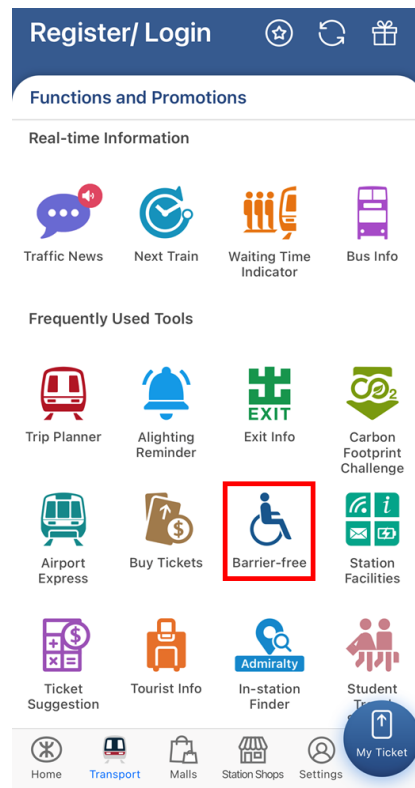 Register/ Login
Functions and Promotions
Real-time Information
Traffic News
Next Train
Waiting Time
Indicator
Bus Info
Frequently Used Tools
EXIT
CO2
Trip Planner
Alighting
Reminder
Exit Info
Carbon
Footprint
Challenge
Airport
Express
Buy Tickets
Barrier-free
Station
Facilities
Admiralty
Ticket
Suggestion
Tourist Info
In-station
Finder
Student
My Ticket
Home
Transport
Malls
Station Shops
Settings